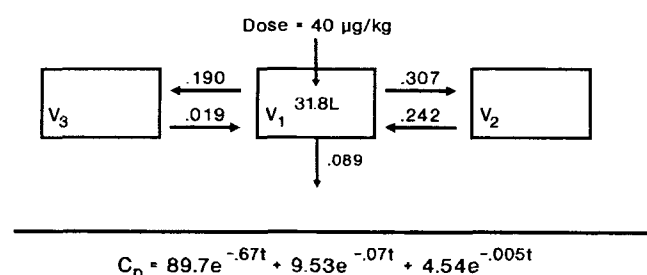 Dose = 40 µg/kg
.190
.307
31.8L
V₃
V₁
V₂
.019
.242
.089
Cₚ = 89.7e^-.67t + 9.53e^-.07t + 4.54e^-.005t